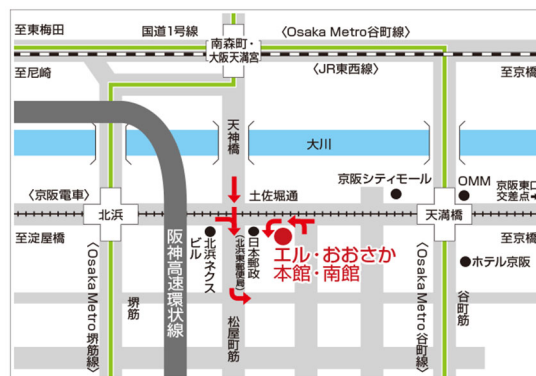 至東梅田
国道1号線
南森町・
大阪天満宮
〈Osaka Metro谷町線〉
〈JR東西線〉
至尼崎
至京橋
天神橋
大川
京阪シティモール
OMM
京阪東口
交差点
〈京阪電車〉
土佐堀通
北浜
天満橋
至淀屋橋
至京橋
阪神高速環状線
北浜ネクス
ビル
日本郵政
(北浜東郵便局)
エル・おおさか
本館・南館
ホテル京阪
〈Osaka Metro堺筋線〉
堺筋
松屋町筋
〈Osaka Metro谷町線〉
谷町筋